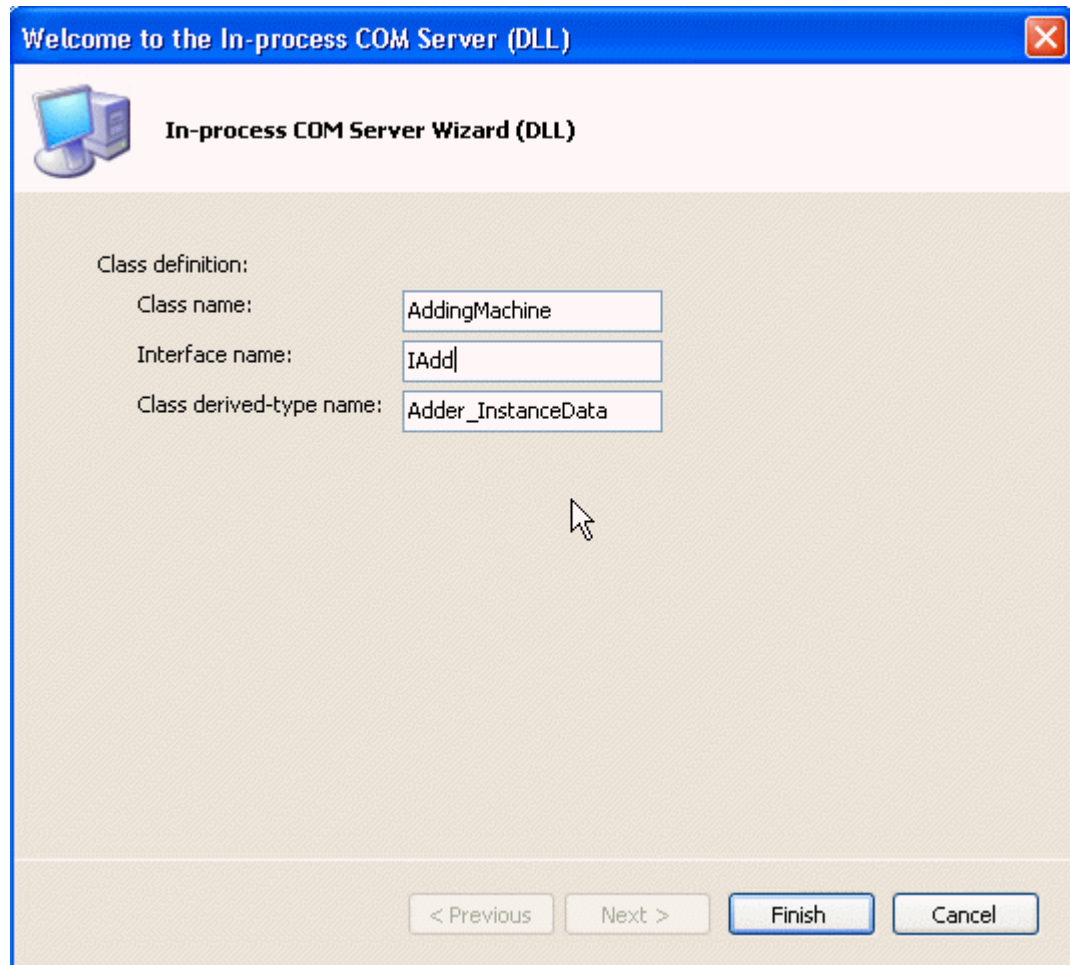 Welcome to the In-process COM Server (DLL)
In-process COM Server Wizard (DLL)
Class definition:
Class name: AddingMachine
Interface name: IAdd
Class derived-type name: Adder_InstanceData
< Previous Next > Finish Cancel